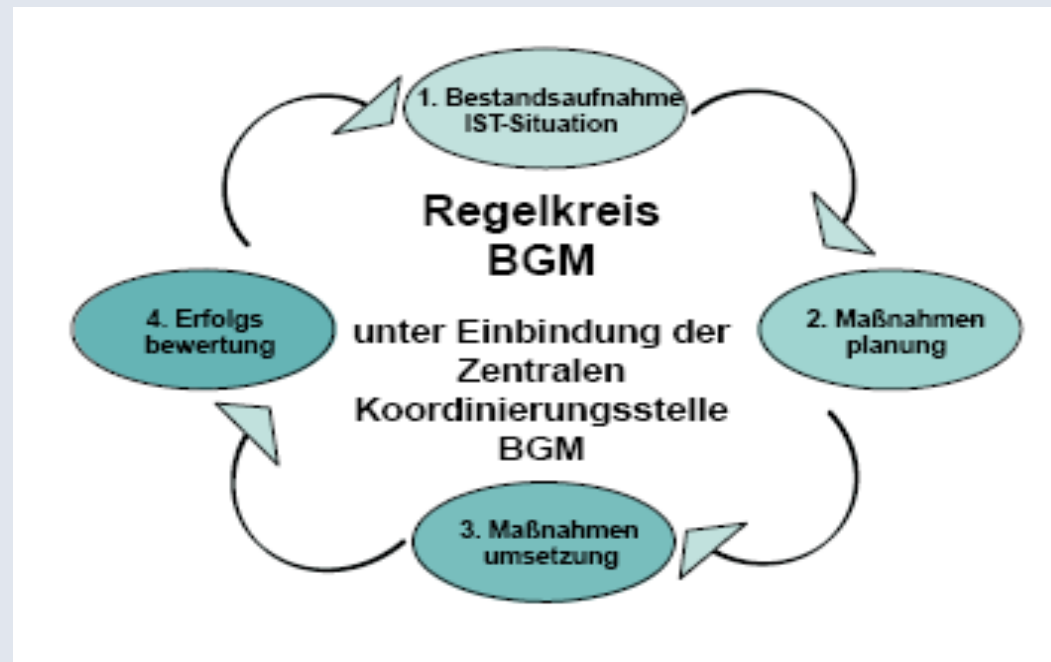 1. Bestandsaufnahme
IST-Situation
Regelkreis
BGM
unter Einbindung der
Zentralen
Koordinierungsstelle
BGM
2. Maßnahmen
planung
3. Maßnahmen
umsetzung
4. Erfolgs
bewertung